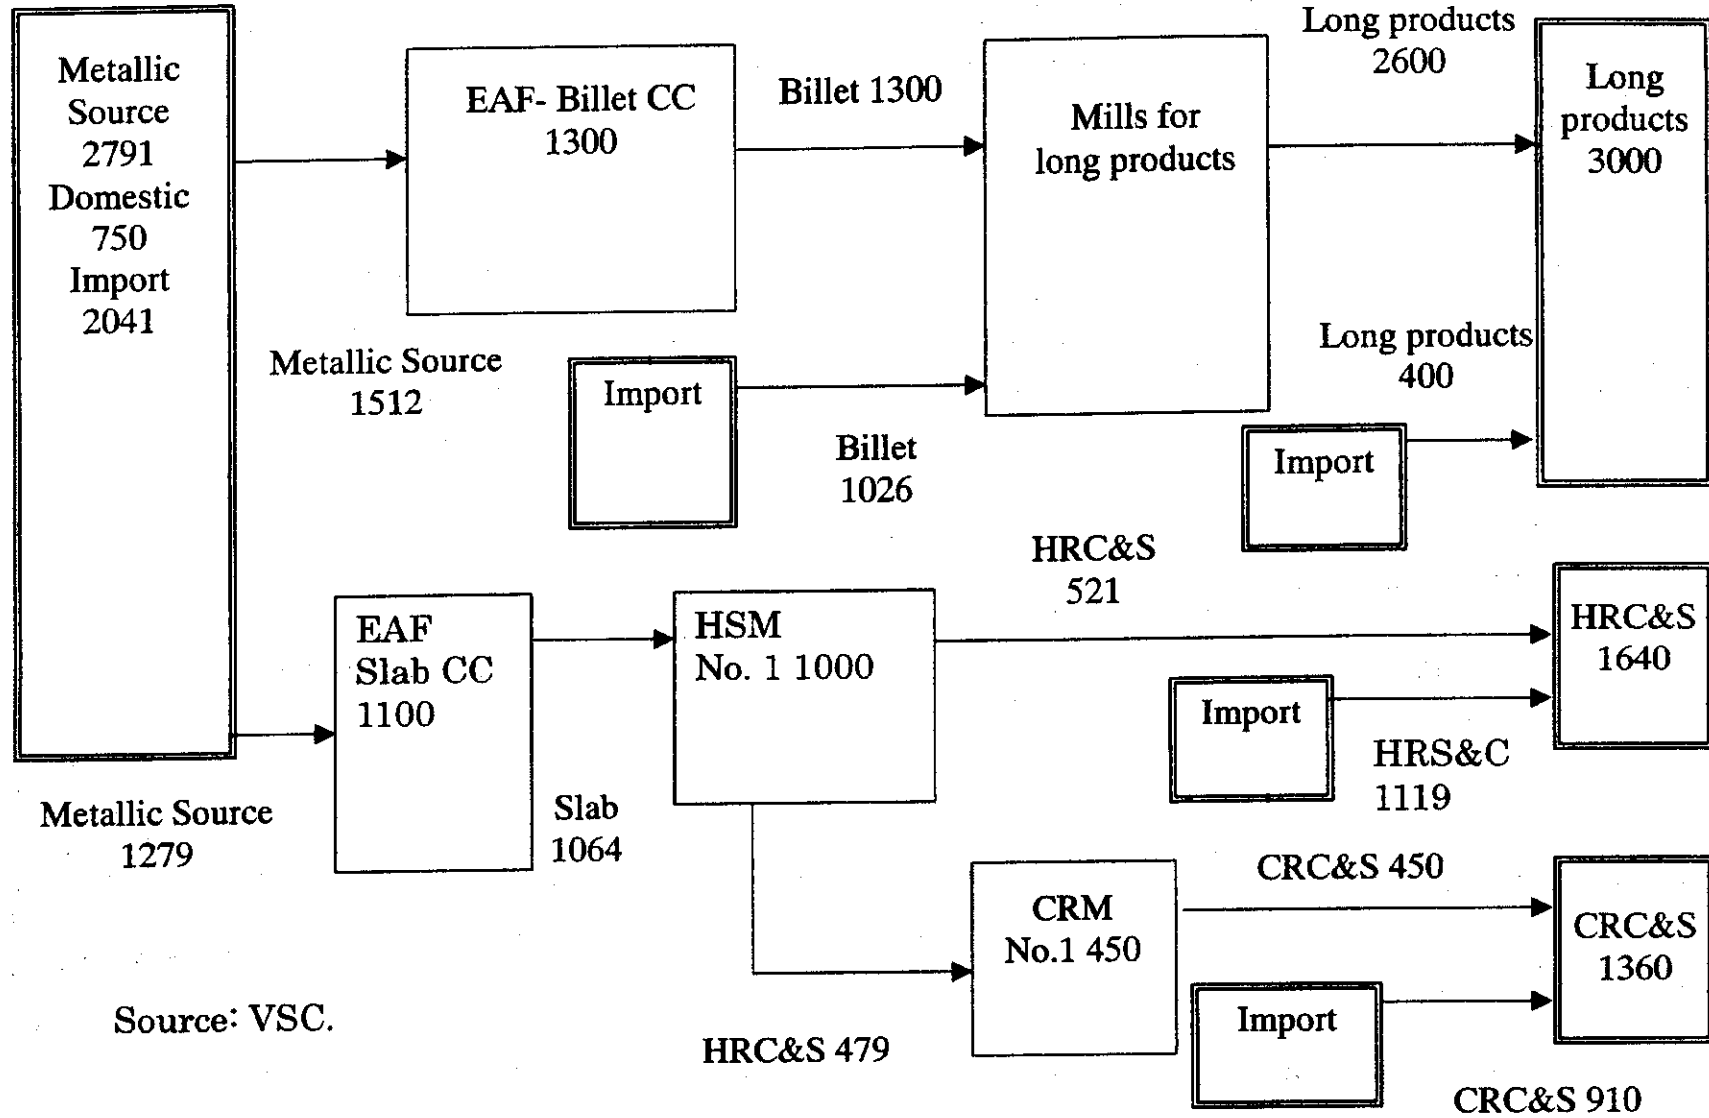 Metallic
Source
2791
Domestic
750
Import
2041
EAF- Billet CC
1300
Billet 1300
Mills for
long products
Long products
2600
Long
products
3000
Metallic Source
1512
Import
Billet
1026
Long products
400
Import
EAF
Slab CC
1100
HSM
No. 1 1000
HRC&S
521
HRC&S
1640
Import
HRS&C
1119
Metallic Source
1279
Slab
1064
CRM
No.1 450
CRC&S 450
CRC&S
1360
Import
Source: VSC.
HRC&S 479
CRC&S 910